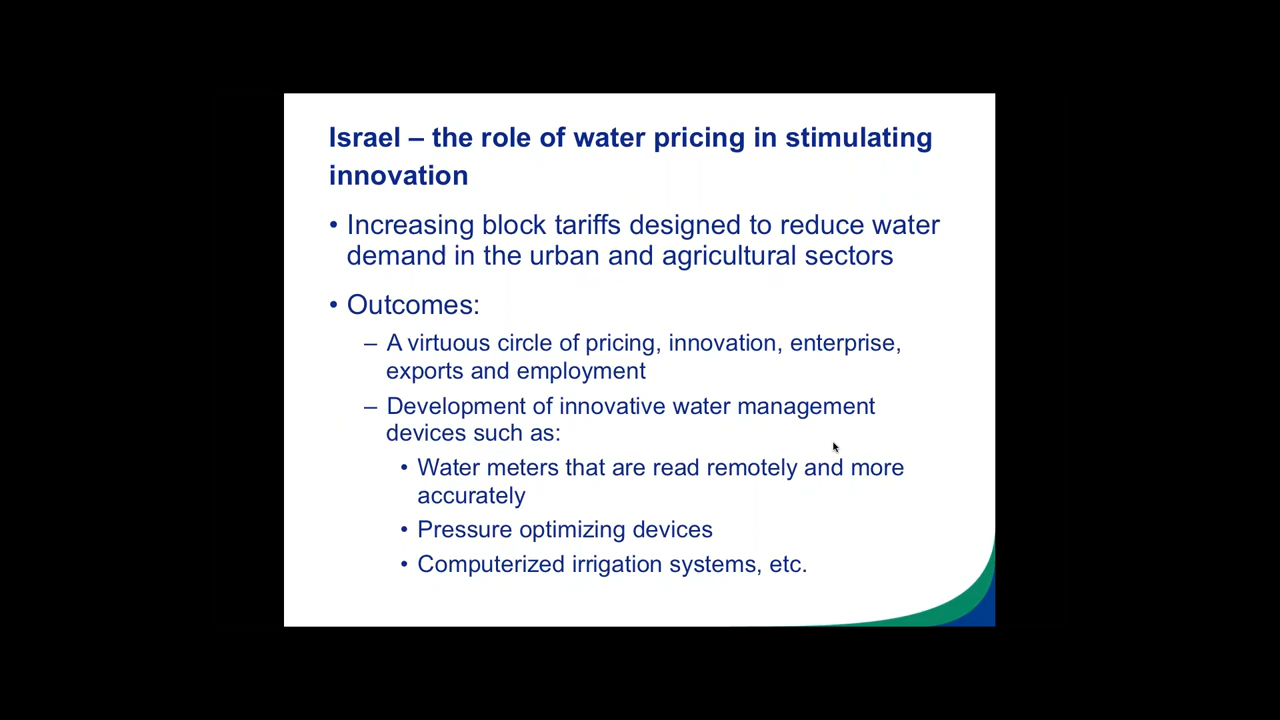 Israel – the role of water pricing in stimulating
innovation
• Increasing block tariffs designed to reduce water
demand in the urban and agricultural sectors
• Outcomes:
– A virtuous circle of pricing, innovation, enterprise,
exports and employment
– Development of innovative water management
devices such as:
• Water meters that are read remotely and more
accurately
• Pressure optimizing devices
• Computerized irrigation systems, etc.